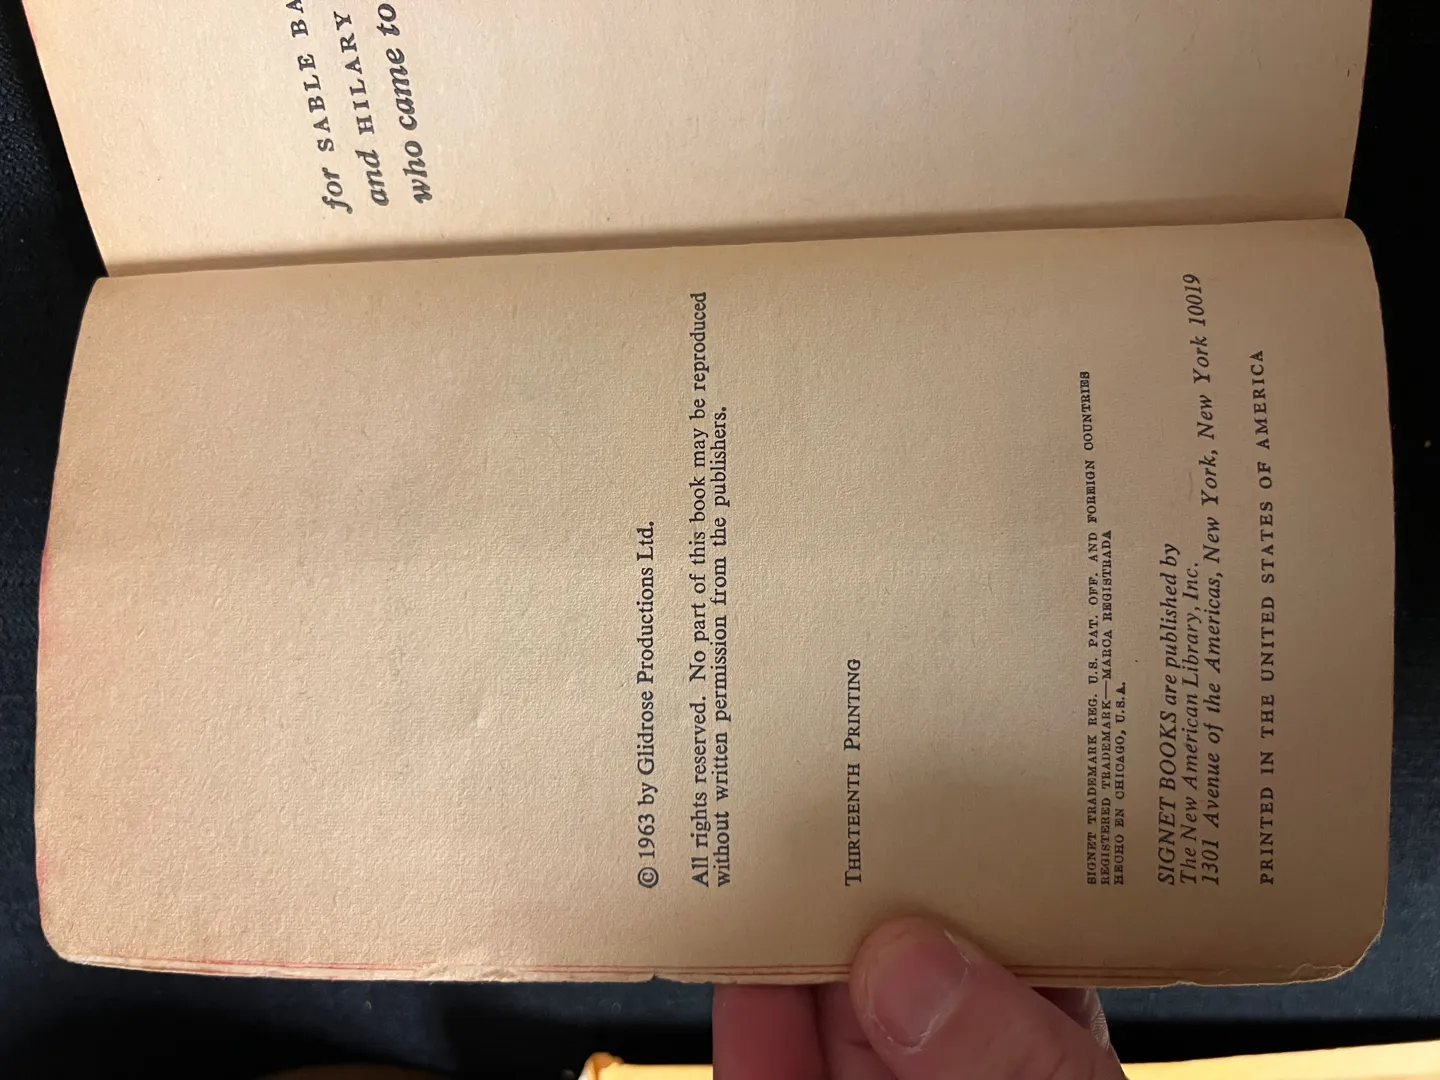 for SABLE BA
and HILARY
who came to
© 1963 by Glidrose Productions Ltd.
All rights reserved. No part of this book may be reproduced
without written permission from the publishers.
THIRTEENTH PRINTING
SIGNET TRADEMARK REG. U.S. PAT. OFF. AND FOREIGN COUNTRIES
REGISTERED TRADEMARK—MARCA REGISTRADA
HECHO EN CHICAGO, U.S.A.
SIGNET BOOKS are published by
The New American Library, Inc.
1301 Avenue of the Americas, New York, New York 10019
PRINTED IN THE UNITED STATES OF AMERICA